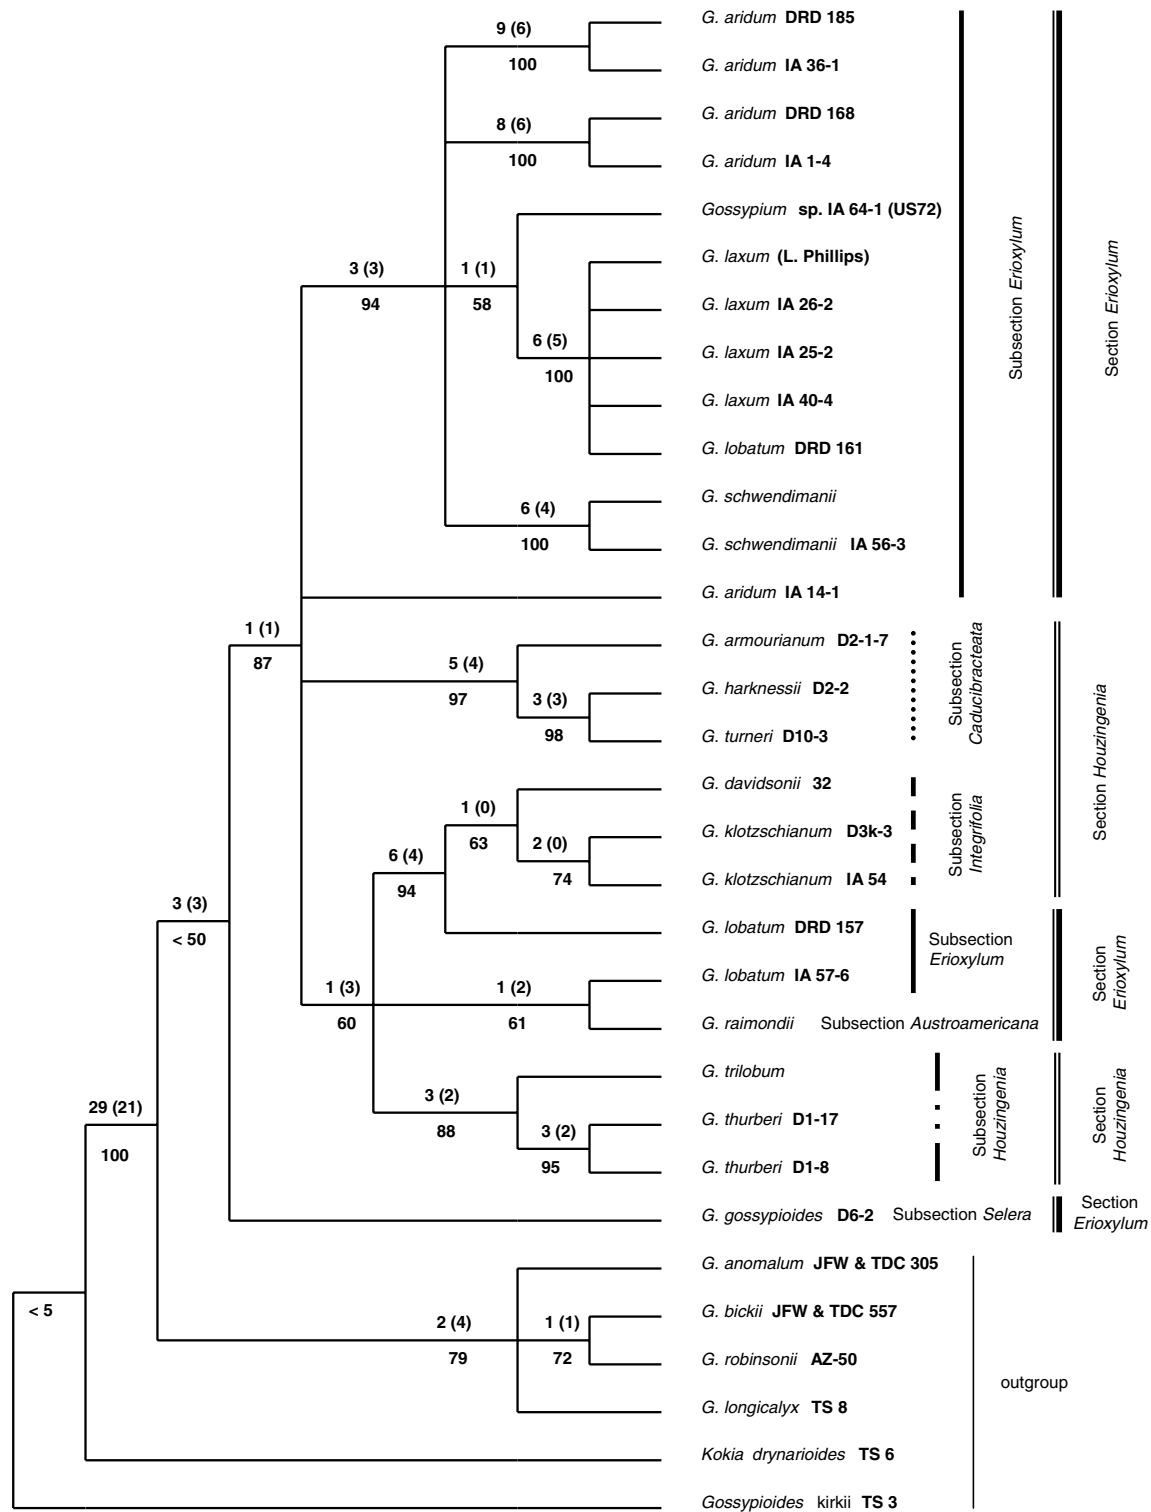 G. aridum DRD 185
9 (6)
100
G. aridum IA 36-1
G. aridum DRD 168
8 (6)
100
G. aridum IA 1-4
Gossypium sp. IA 64-1 (US72)
G. laxum (L. Phillips)
3 (3)
94
1 (1)
58
G. laxum IA 26-2
6 (5)
100
G. laxum IA 25-2
G. laxum IA 40-4
G. lobatum DRD 161
G. schwendimanii
6 (4)
100
G. schwendimanii IA 56-3
G. aridum IA 14-1
Subsection Erioxylum
Section Erioxylum
1 (1)
87
G. armourianum D2-1-7
5 (4)
97
G. harknessii D2-2
3 (3)
98
G. turneri D10-3
Subsection
Caducibracteata
G. davidsonii 32
1 (0)
63
G. klotzschianum D3k-3
2 (0)
74
G. klotzschianum IA 54
Subsection
Integrifolia
Section Houzingenia
6 (4)
94
G. lobatum DRD 157
Subsection
Erioxylum
3 (3)
< 50
G. lobatum IA 57-6
1 (3)
60
1 (2)
61
G. raimondii Subsection Austroamericana
Section
Erioxylum
G. trilobum
3 (2)
88
G. thurberi D1-17
3 (2)
95
G. thurberi D1-8
Subsection
Houzingenia
Section
Houzingenia
29 (21)
100
G. gossypioides D6-2 Subsection Selera
Section
Erioxylum
G. anomalum JFW & TDC 305
< 5
G. bickii JFW & TDC 557
2 (4)
79
1 (1)
72
G. robinsonii AZ-50
outgroup
G. longicalyx TS 8
Kokia drynarioides TS 6
Gossypioides kirkii TS 3